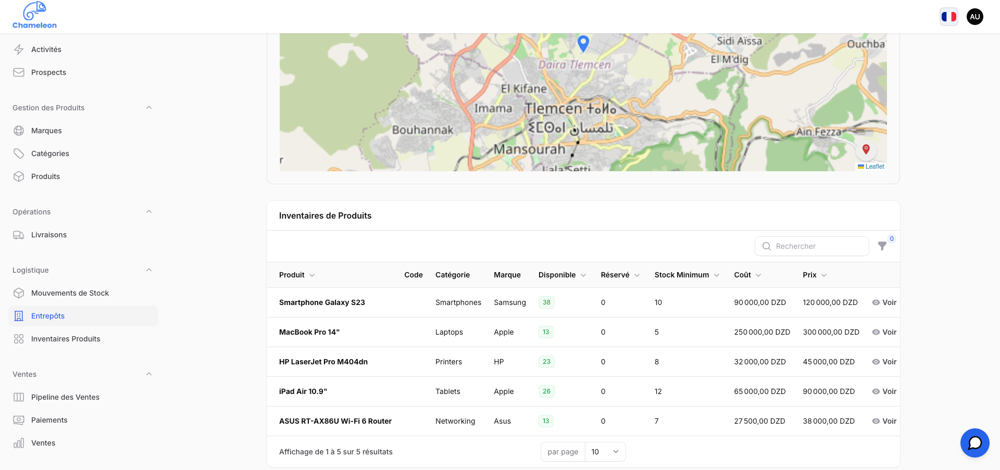 Chameleon
AU
Activités
Prospects
Gestion des Produits
Marques
Catégories
Produits
Opérations
Livraisons
Logistique
Mouvements de Stock
Entrepôts
Inventaires Produits
Ventes
Pipeline des Ventes
Paiements
Ventes
Sidi Aïssa
Ouchba
El M'dig
Daïra Tlemcen
El Kifane
Imama
Tlemcen ⵜⵍⵎ
ⵙⴰⵏ تلمسان
Bouhannak
Aïn Fezza
Mansourah
r
Lala Setti
Leaflet
Inventaires de Produits
Rechercher
0
Produit Code Catégorie Marque Disponible Réservé Stock Minimum Coût Prix
Smartphone Galaxy S23 Smartphones Samsung 38 0 10 90 000,00 DZD 120 000,00 DZD Voir
MacBook Pro 14" Laptops Apple 13 0 5 250 000,00 DZD 300 000,00 DZD Voir
HP LaserJet Pro M404dn Printers HP 23 0 8 32 000,00 DZD 45 000,00 DZD Voir
iPad Air 10.9" Tablets Apple 26 0 12 65 000,00 DZD 90 000,00 DZD Voir
ASUS RT-AX86U Wi-Fi 6 Router Networking Asus 13 0 7 27 500,00 DZD 38 000,00 DZD Voir
Affichage de 1 à 5 sur 5 résultats
par page 10